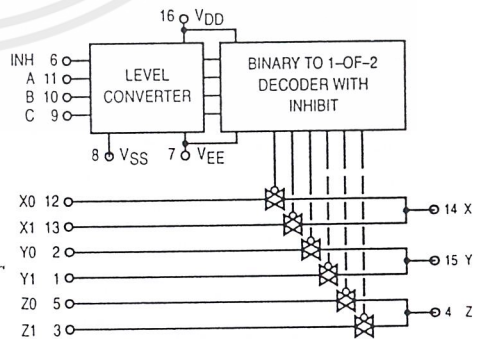 16 VDD
INH 6
A 11
B 10
C 9
LEVEL
CONVERTER
BINARY TO 1–OF–2
DECODER WITH
INHIBIT
8 VSS
7 VEE
X0 12
X1 13
Y0 2
Y1 1
Z0 5
Z1 3
14 X
15 Y
4 Z